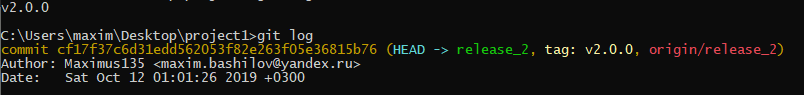 v2.0.0
C:\Users\maxim\Desktop\project1>git log
commit cf17f37c6d31edd562053f82e263f05e36815b76 (HEAD -> release_2, tag: v2.0.0, origin/release_2)
Author: Maximus135 <maxim.bashilov@yandex.ru>
Date:   Sat Oct 12 01:01:26 2019 +0300